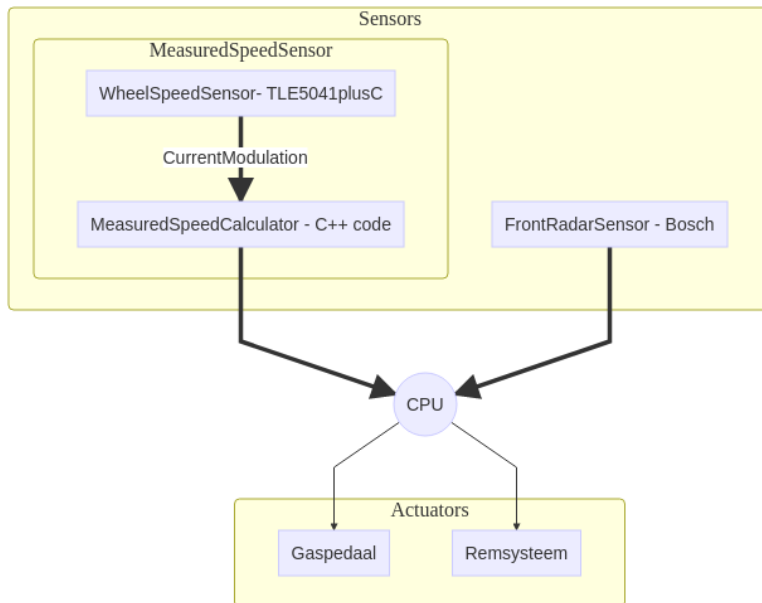 Sensors
MeasuredSpeedSensor
WheelSpeedSensor- TLE5041plusC
CurrentModulation
MeasuredSpeedCalculator - C++ code
FrontRadarSensor - Bosch
CPU
Actuators
Gaspedaal
Remsysteem